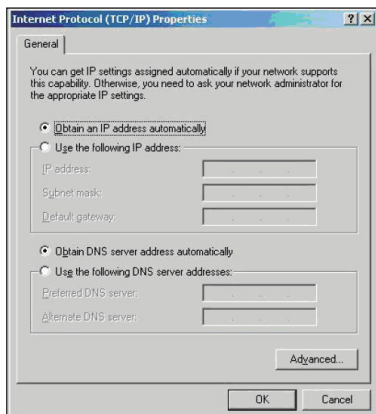 Internet Protocol (TCP/IP) Properties
General
You can get IP settings assigned automatically if your network supports
this capability. Otherwise, you need to ask your network administrator for
the appropriate IP settings.
Obtain an IP address automatically
Use the following IP address:
IP address:
Subnet mask:
Default gateway:
Obtain DNS server address automatically
Use the following DNS server addresses:
Preferred DNS server:
Alternate DNS server:
Advanced...
OK
Cancel